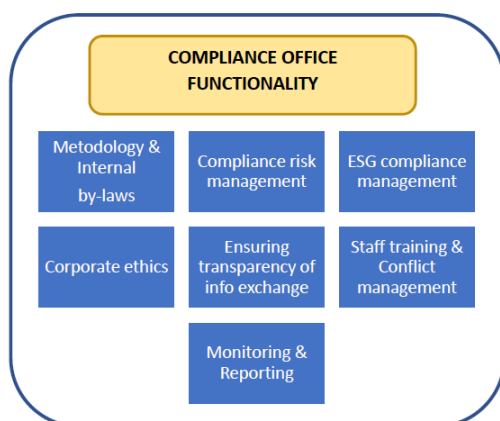 COMPLIANCE OFFICE
FUNCTIONALITY
Metodology &
Internal
by-laws
Compliance risk
management
ESG compliance
management
Corporate ethics
Ensuring
transparency of
info exchange
Staff training &
Conflict
management
Monitoring &
Reporting